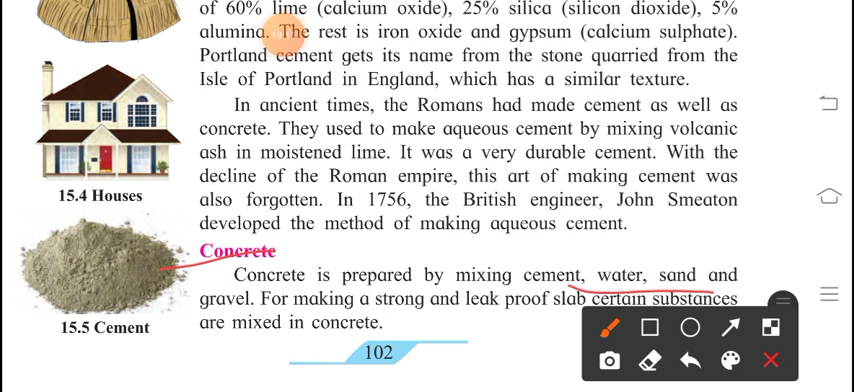 of 60% lime (calcium oxide), 25% silica (silicon dioxide), 5%
alumina. The rest is iron oxide and gypsum (calcium sulphate).
Portland cement gets its name from the stone quarried from the
Isle of Portland in England, which has a similar texture.
In ancient times, the Romans had made cement as well as
concrete. They used to make aqueous cement by mixing volcanic
ash in moistened lime. It was a very durable cement. With the
decline of the Roman empire, this art of making cement was
also forgotten. In 1756, the British engineer, John Smeaton
developed the method of making aqueous cement.
15.4 Houses
Concrete
Concrete is prepared by mixing cement, water, sand and
gravel. For making a strong and leak proof slab certain substances
are mixed in concrete.
15.5 Cement
102